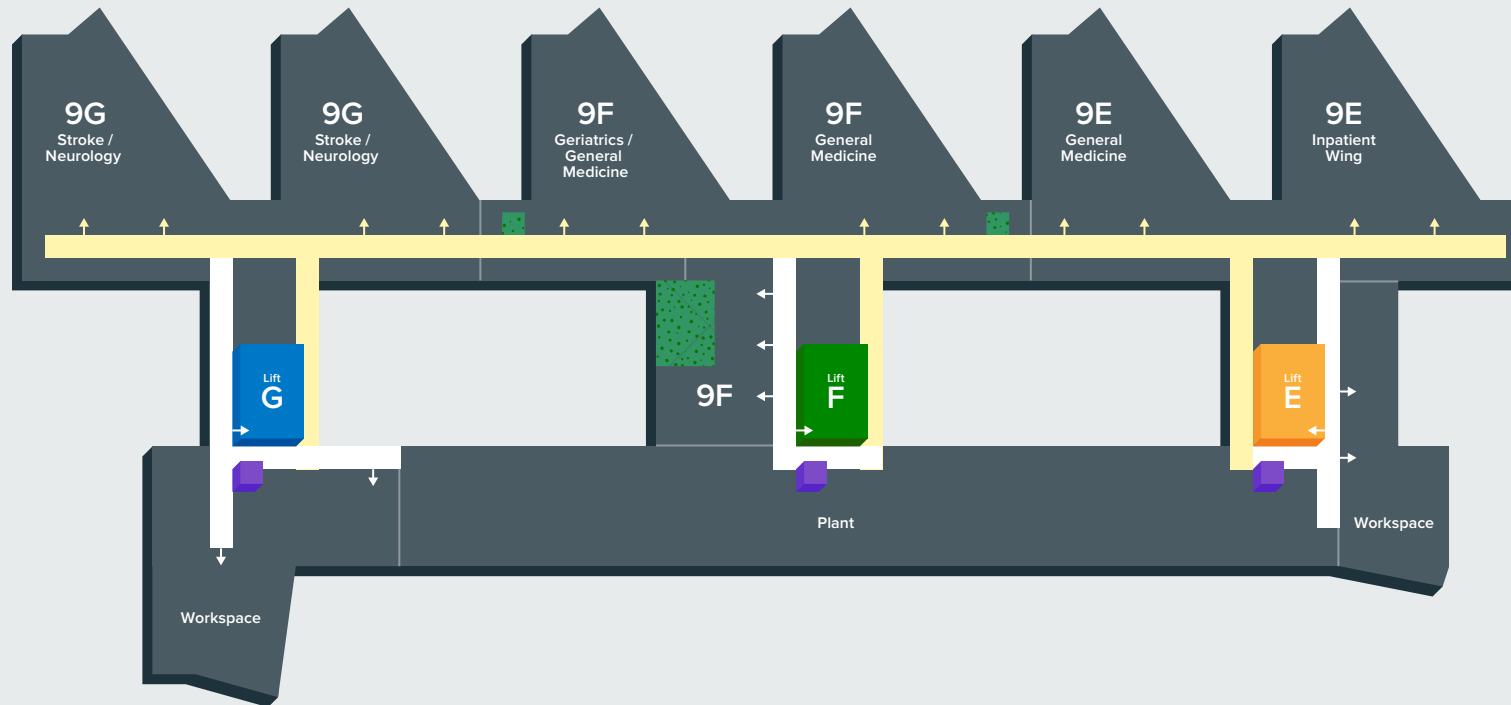 9G
Stroke /
Neurology
9G
Stroke /
Neurology
9F
Geriatrics /
General
Medicine
9F
General
Medicine
9E
General
Medicine
9E
Inpatient
Wing
Lift
G
9F
Lift
F
Lift
E
Plant
Workspace
Workspace